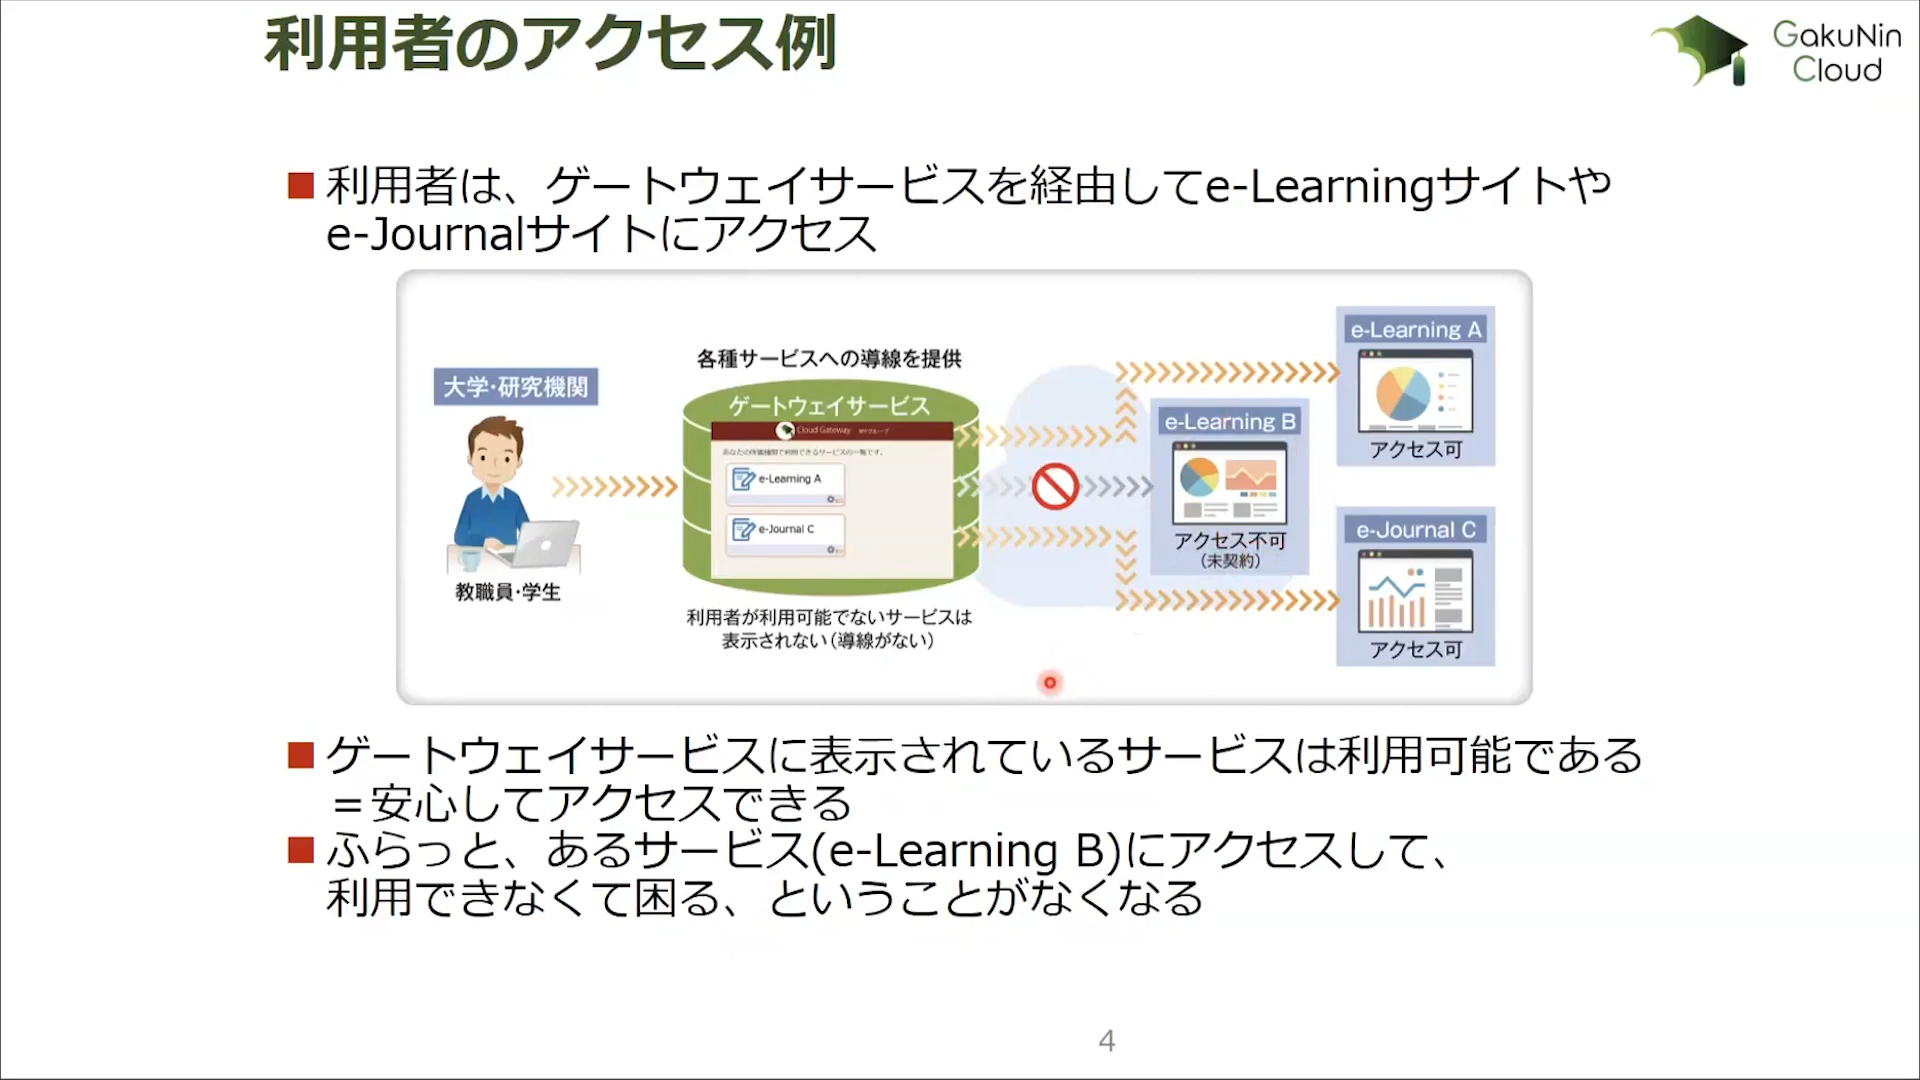 利用者のアクセス例
GakuNin
Cloud
■利用者は、ゲートウェイサービスを経由してe-Learningサイトや
e-Journalサイトにアクセス
大学・研究機関
教職員・学生
各種サービスへの導線を提供
ゲートウェイサービス
Cloud Gateway
あなたの所属機関で利用できるサービスの一覧です。
e-Learning A
e-Journal C
利用者が利用可能でないサービスは
表示されない（導線がない）
e-Learning A
アクセス可
e-Learning B
アクセス不可
（未契約）
e-Journal C
アクセス可
■ゲートウェイサービスに表示されているサービスは利用可能である
＝安心してアクセスできる
■ふらっと、あるサービス(e-Learning B)にアクセスして、
利用できなくて困る、ということがなくなる
4